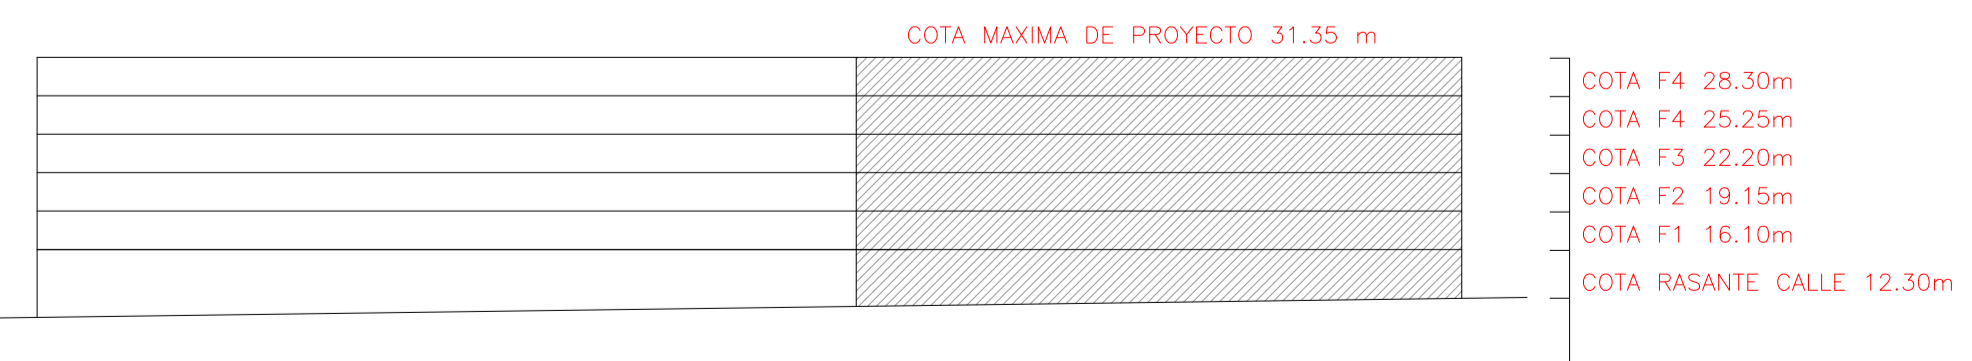 COTA MAXIMA DE PROYECTO 31.35 m
COTA F4 28.30m
COTA F4 25.25m
COTA F3 22.20m
COTA F2 19.15m
COTA F1 16.10m
COTA RASANTE CALLE 12.30m